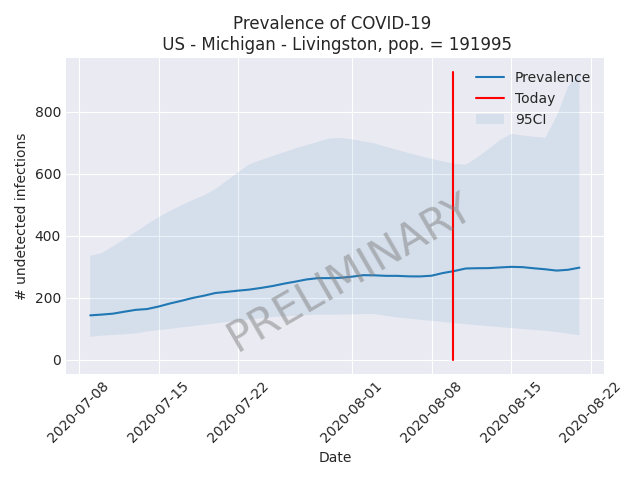 Prevalence of COVID-19
US - Michigan - Livingston, pop. = 191995
Prevalence
Today
95CI
# undetected infections
800
600
400
200
0
PRELIMINARY
2020-07-08
2020-07-15
2020-07-22
2020-08-01
2020-08-08
2020-08-15
2020-08-22
Date